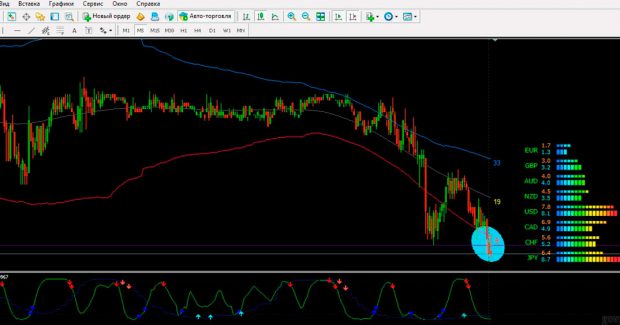 Вид Вставка Графики Сервис Окно Справка
Новый ордер Авто-торговля
A T M1 M5 M15 M30 H1 H4 D1 W1 MN
33
19
EUR 1.7
1.3
GBP 3.0
3.2
AUD 4.0
4.0
NZD 4.5
3.5
USD 7.8
8.1
CAD 6.9
4.9
CHF 5.6
5.2
JPY 6.4
8.7
967